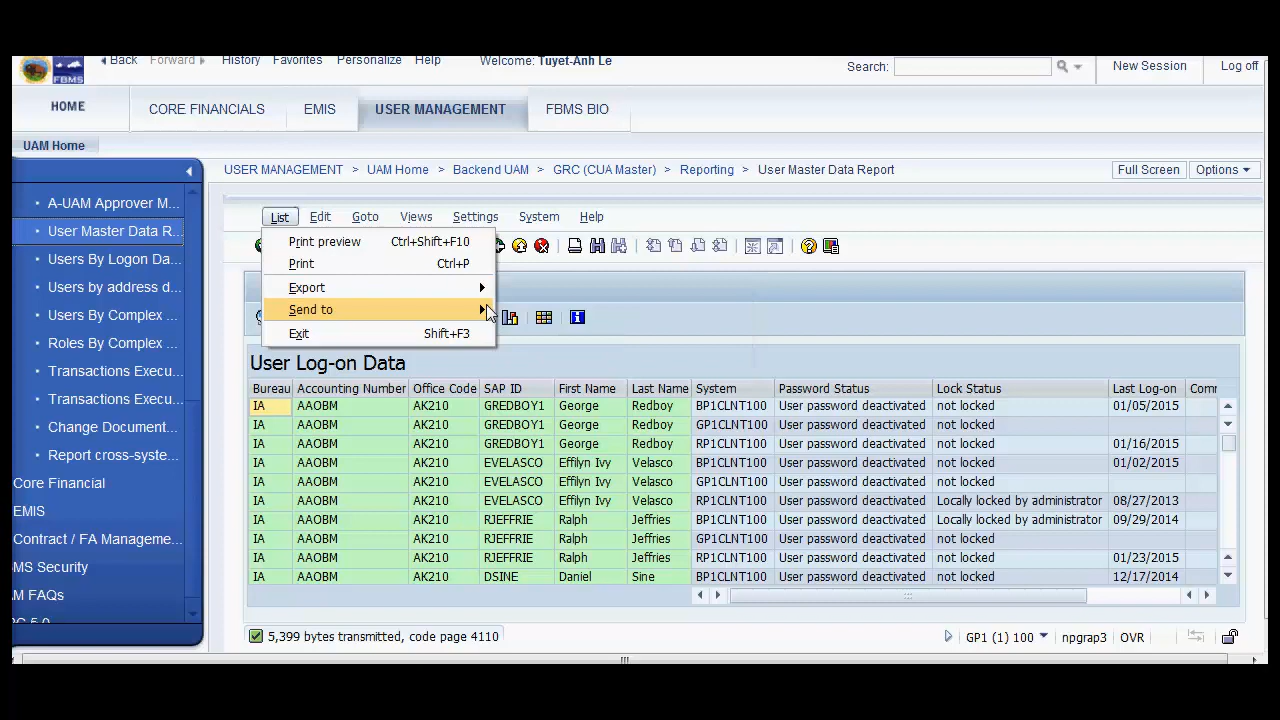 Back Forward History Favorites Personalize Help Welcome: Tuyet-Anh Le Search: New Session Log off
FBMS
HOME CORE FINANCIALS EMIS USER MANAGEMENT FBMS BIO
UAM Home
USER MANAGEMENT > UAM Home > Backend UAM > GRC (CUA Master) > Reporting > User Master Data Report Full Screen Options
A-UAM Approver M...
User Master Data R...
Users By Logon Da...
Users by address d...
Users By Complex
Roles By Complex
Transactions Execu...
Transactions Execu...
Change Document...
Report cross-syste...
Core Financial
EMIS
Contract / FA Manageme...
MS Security
M FAQs
List Edit Goto Views Settings System Help
Print preview Ctrl+Shift+F10
Print Ctrl+P
Export
Send to
Exit Shift+F3
User Log-on Data
Bureau Accounting Number Office Code SAP ID First Name Last Name System Password Status Lock Status Last Log-on Comr
IA AAOBM AK210 GREDBOY1 George Redboy BP1CLNT100 User password deactivated not locked 01/05/2015
IA AAOBM AK210 GREDBOY1 George Redboy GP1CLNT100 User password deactivated not locked
IA AAOBM AK210 GREDBOY1 George Redboy RP1CLNT100 User password deactivated not locked 01/16/2015
IA AAOBM AK210 EVELASCO Effilyn Ivy Velasco BP1CLNT100 User password deactivated not locked 01/02/2015
IA AAOBM AK210 EVELASCO Effilyn Ivy Velasco GP1CLNT100 User password deactivated not locked
IA AAOBM AK210 EVELASCO Effilyn Ivy Velasco RP1CLNT100 User password deactivated Locally locked by administrator 08/27/2013
IA AAOBM AK210 RJEFFRIE Ralph Jeffries BP1CLNT100 User password deactivated Locally locked by administrator 09/29/2014
IA AAOBM AK210 RJEFFRIE Ralph Jeffries GP1CLNT100 User password deactivated not locked
IA AAOBM AK210 RJEFFRIE Ralph Jeffries RP1CLNT100 User password deactivated not locked 01/23/2015
IA AAOBM AK210 DSINE Daniel Sine BP1CLNT100 User password deactivated not locked 12/17/2014
5,399 bytes transmitted, code page 4110 GP1 (1) 100 npgrap3 OVR